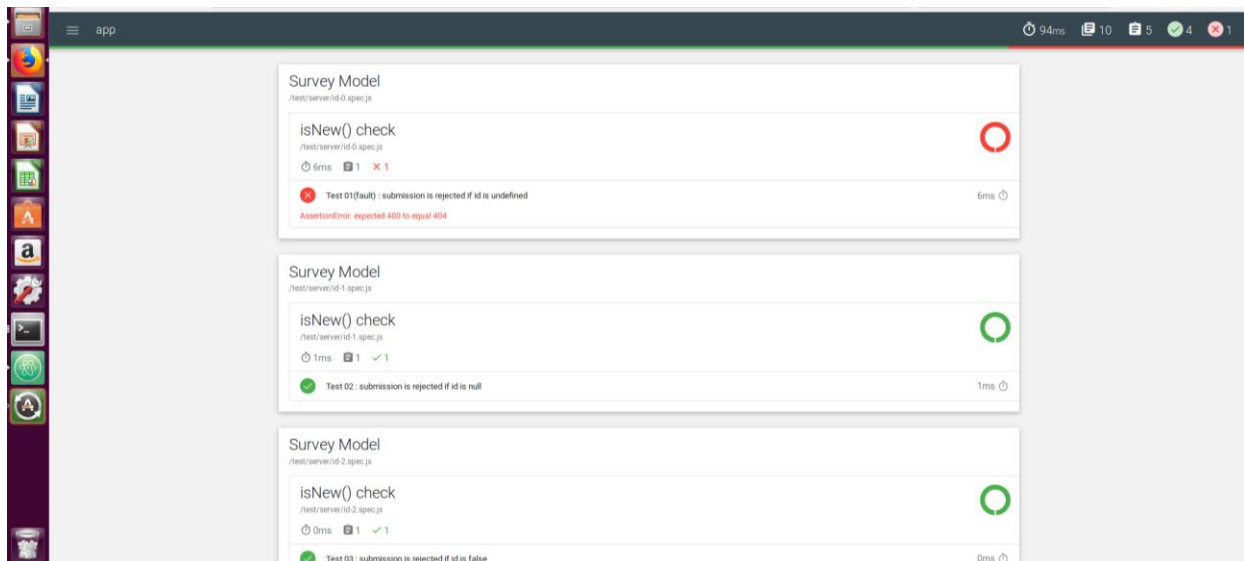 app
94ms 10 5 4 1
Survey Model
/test/server/id-0.spec.js
isNew() check
/test/server/id-0.spec.js
6ms 1 1
Test 01(fault) : submission is rejected if id is undefined 6ms
AssertionError: expected 400 to equal 404
Survey Model
/test/server/id-1.spec.js
isNew() check
/test/server/id-1.spec.js
1ms 1 1
Test 02 : submission is rejected if id is null 1ms
Survey Model
/test/server/id-2.spec.js
isNew() check
/test/server/id-2.spec.js
0ms 1 1
Test 03 : submission is rejected if id is false 0ms